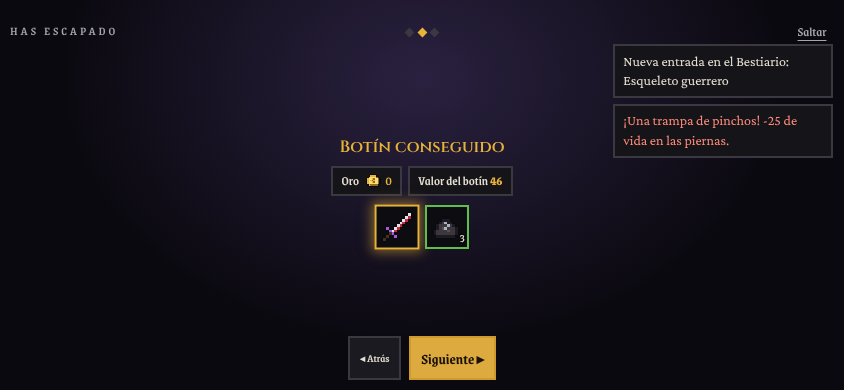 HAS ESCAPADO
Saltar
Nueva entrada en el Bestiario:
Esqueleto guerrero
¡Una trampa de pinchos! -25 de
vida en las piernas.
Botín conseguido
Oro 0
Valor del botín 46
3
◀ Atrás
Siguiente ▶